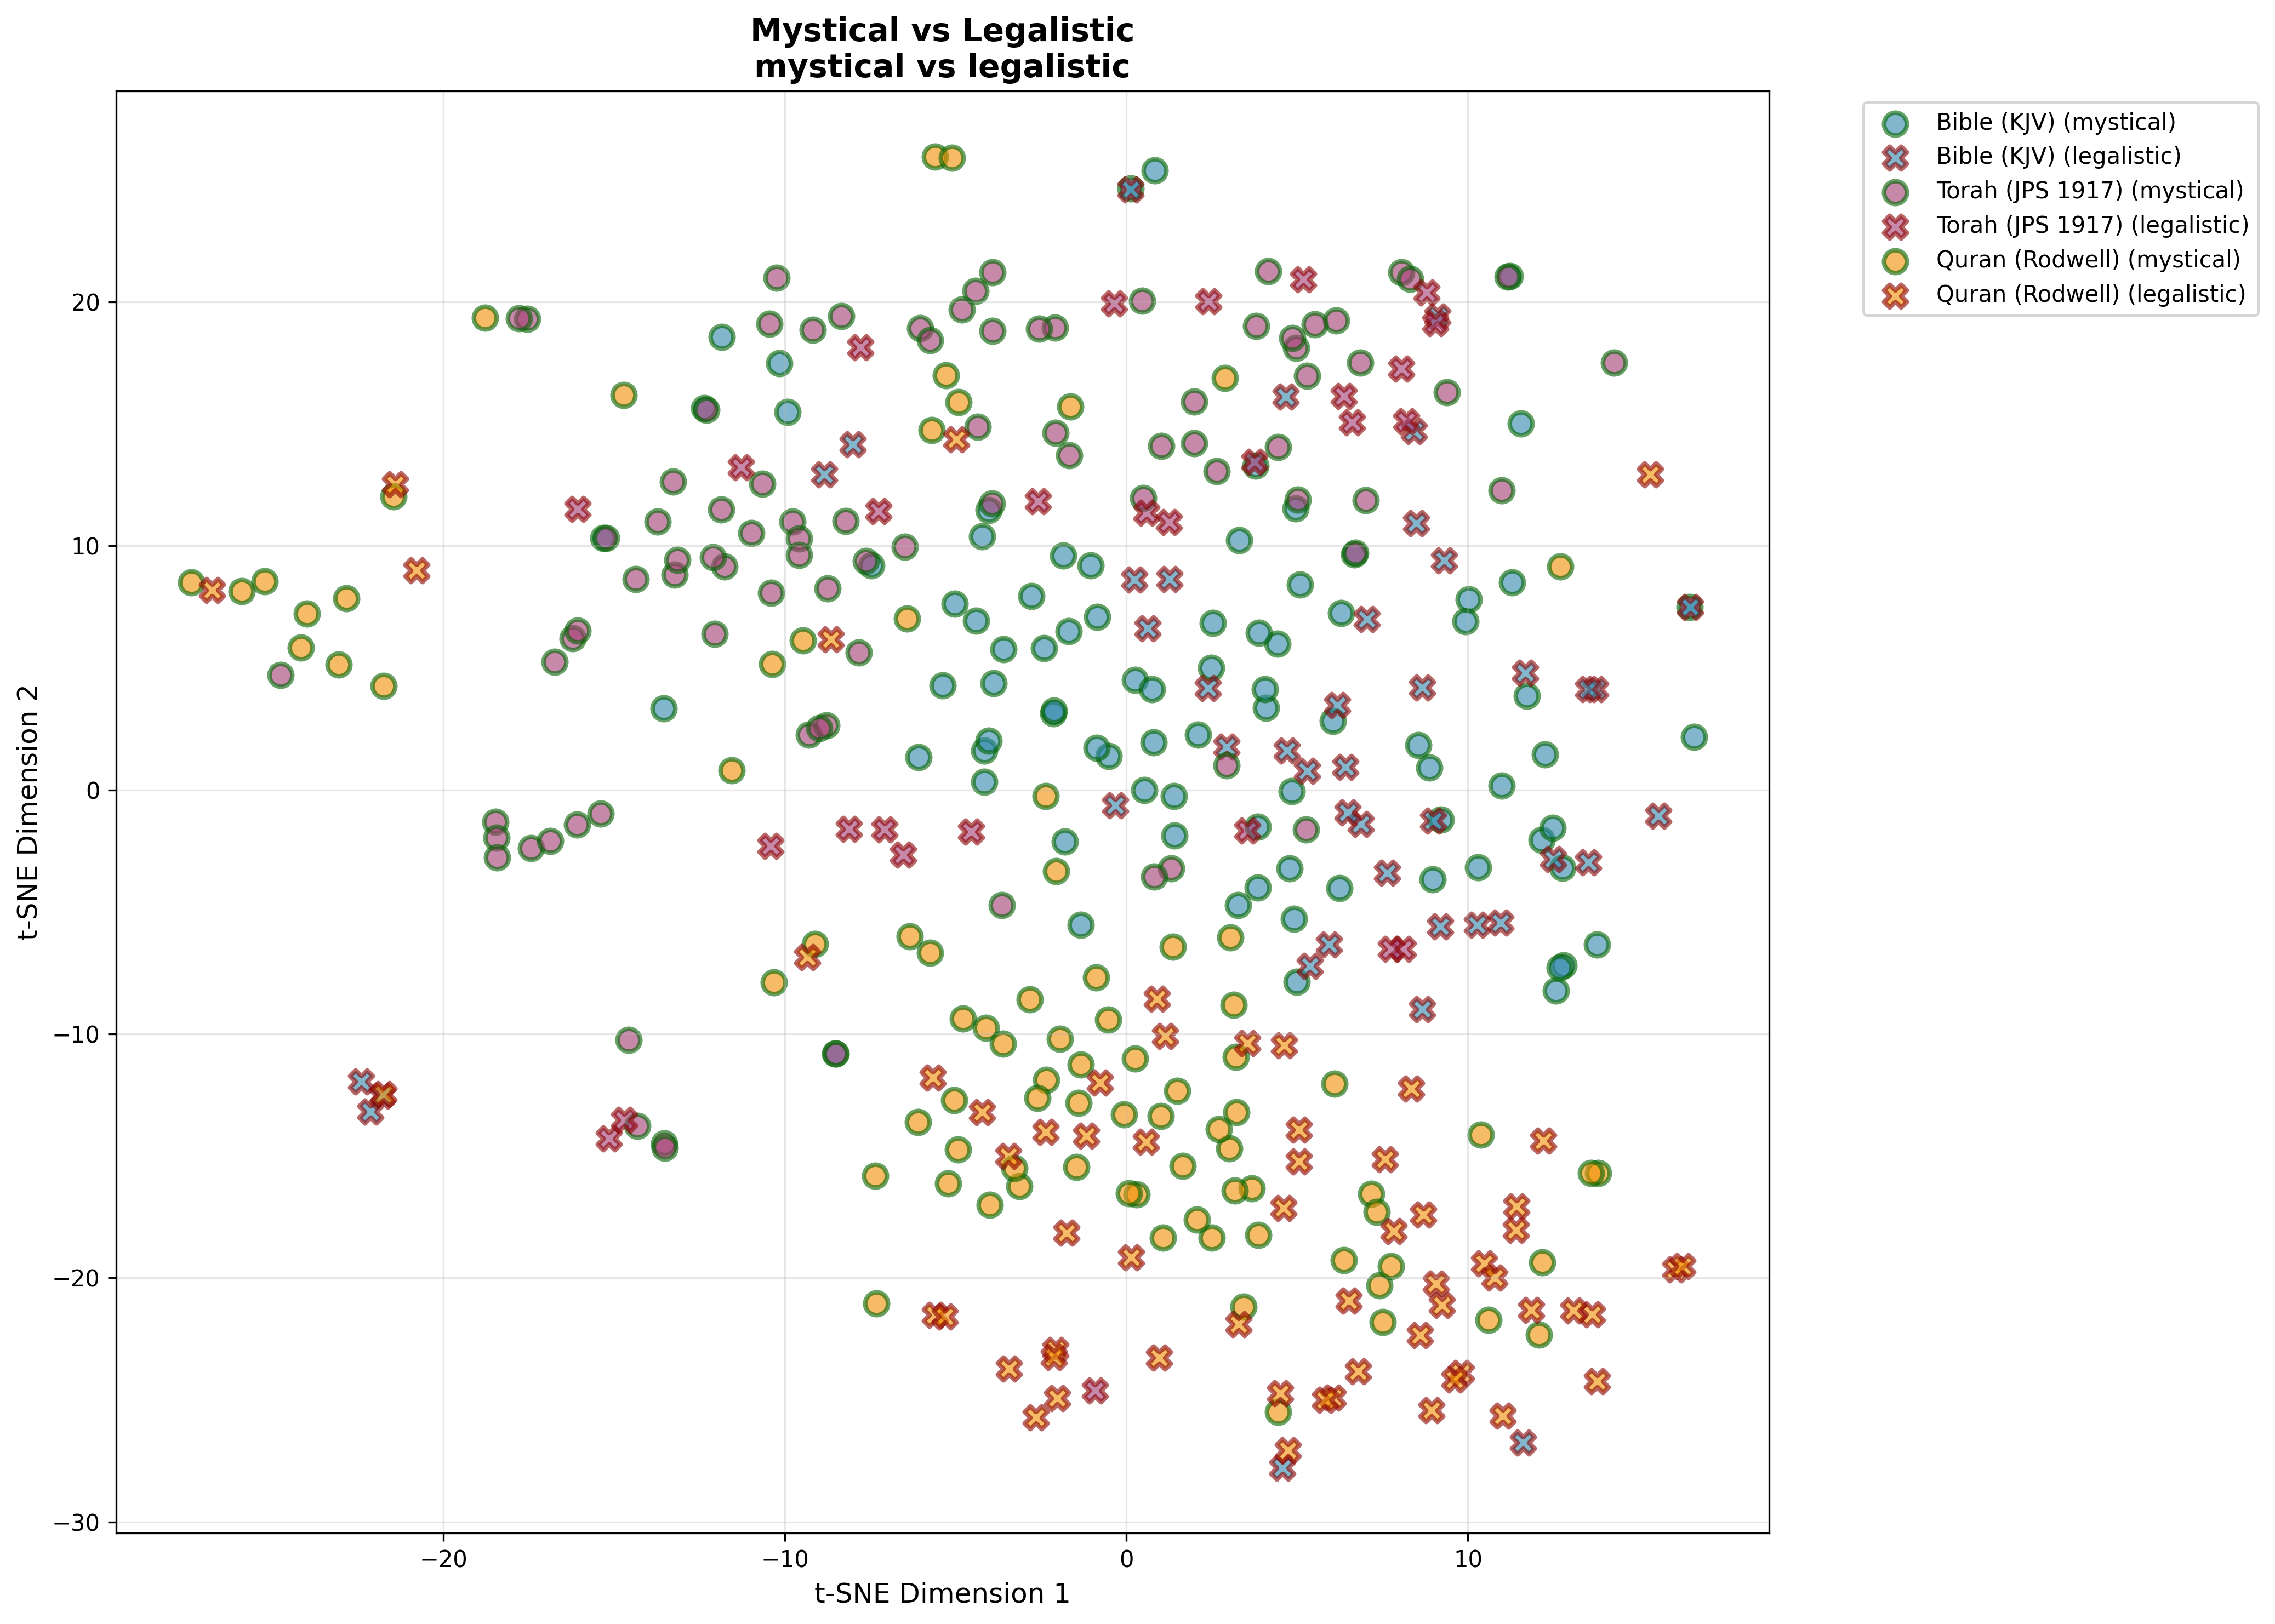 Mystical vs Legalistic
mystical vs legalistic
Bible (KJV) (mystical)
Bible (KJV) (legalistic)
Torah (JPS 1917) (mystical)
Torah (JPS 1917) (legalistic)
Quran (Rodwell) (mystical)
Quran (Rodwell) (legalistic)
t-SNE Dimension 2
20
10
0
−10
−20
−30
−20
−10
0
10
t-SNE Dimension 1